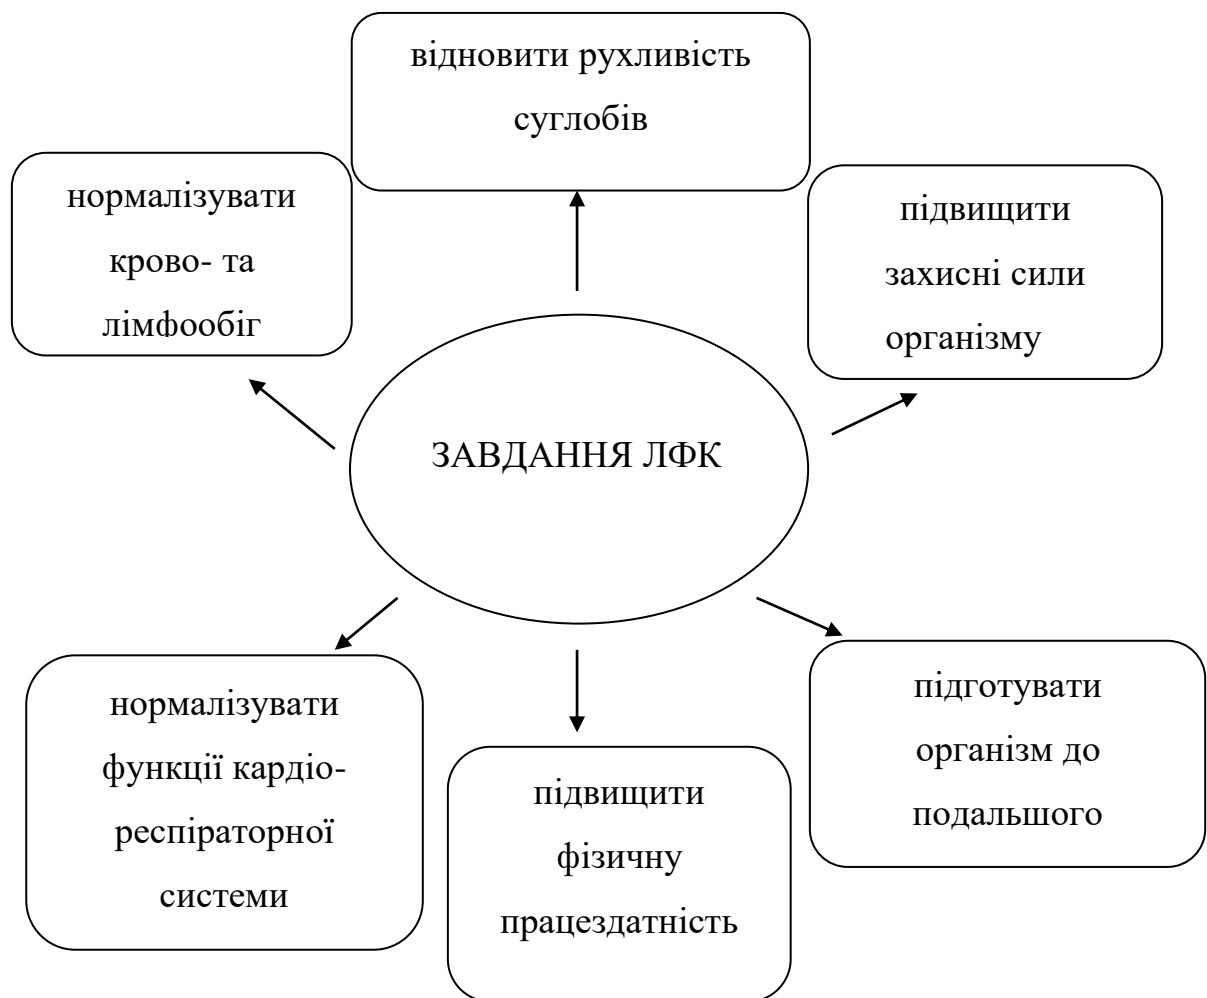 відновити рухливість
суглобів
нормалізувати
крово- та
лімфообіг
підвищити
захисні сили
організму
ЗАВДАННЯ ЛФК
нормалізувати
функції кардіо-
респіраторної
системи
підвищити
фізичну
працездатність
підготувати
організм до
подальшого